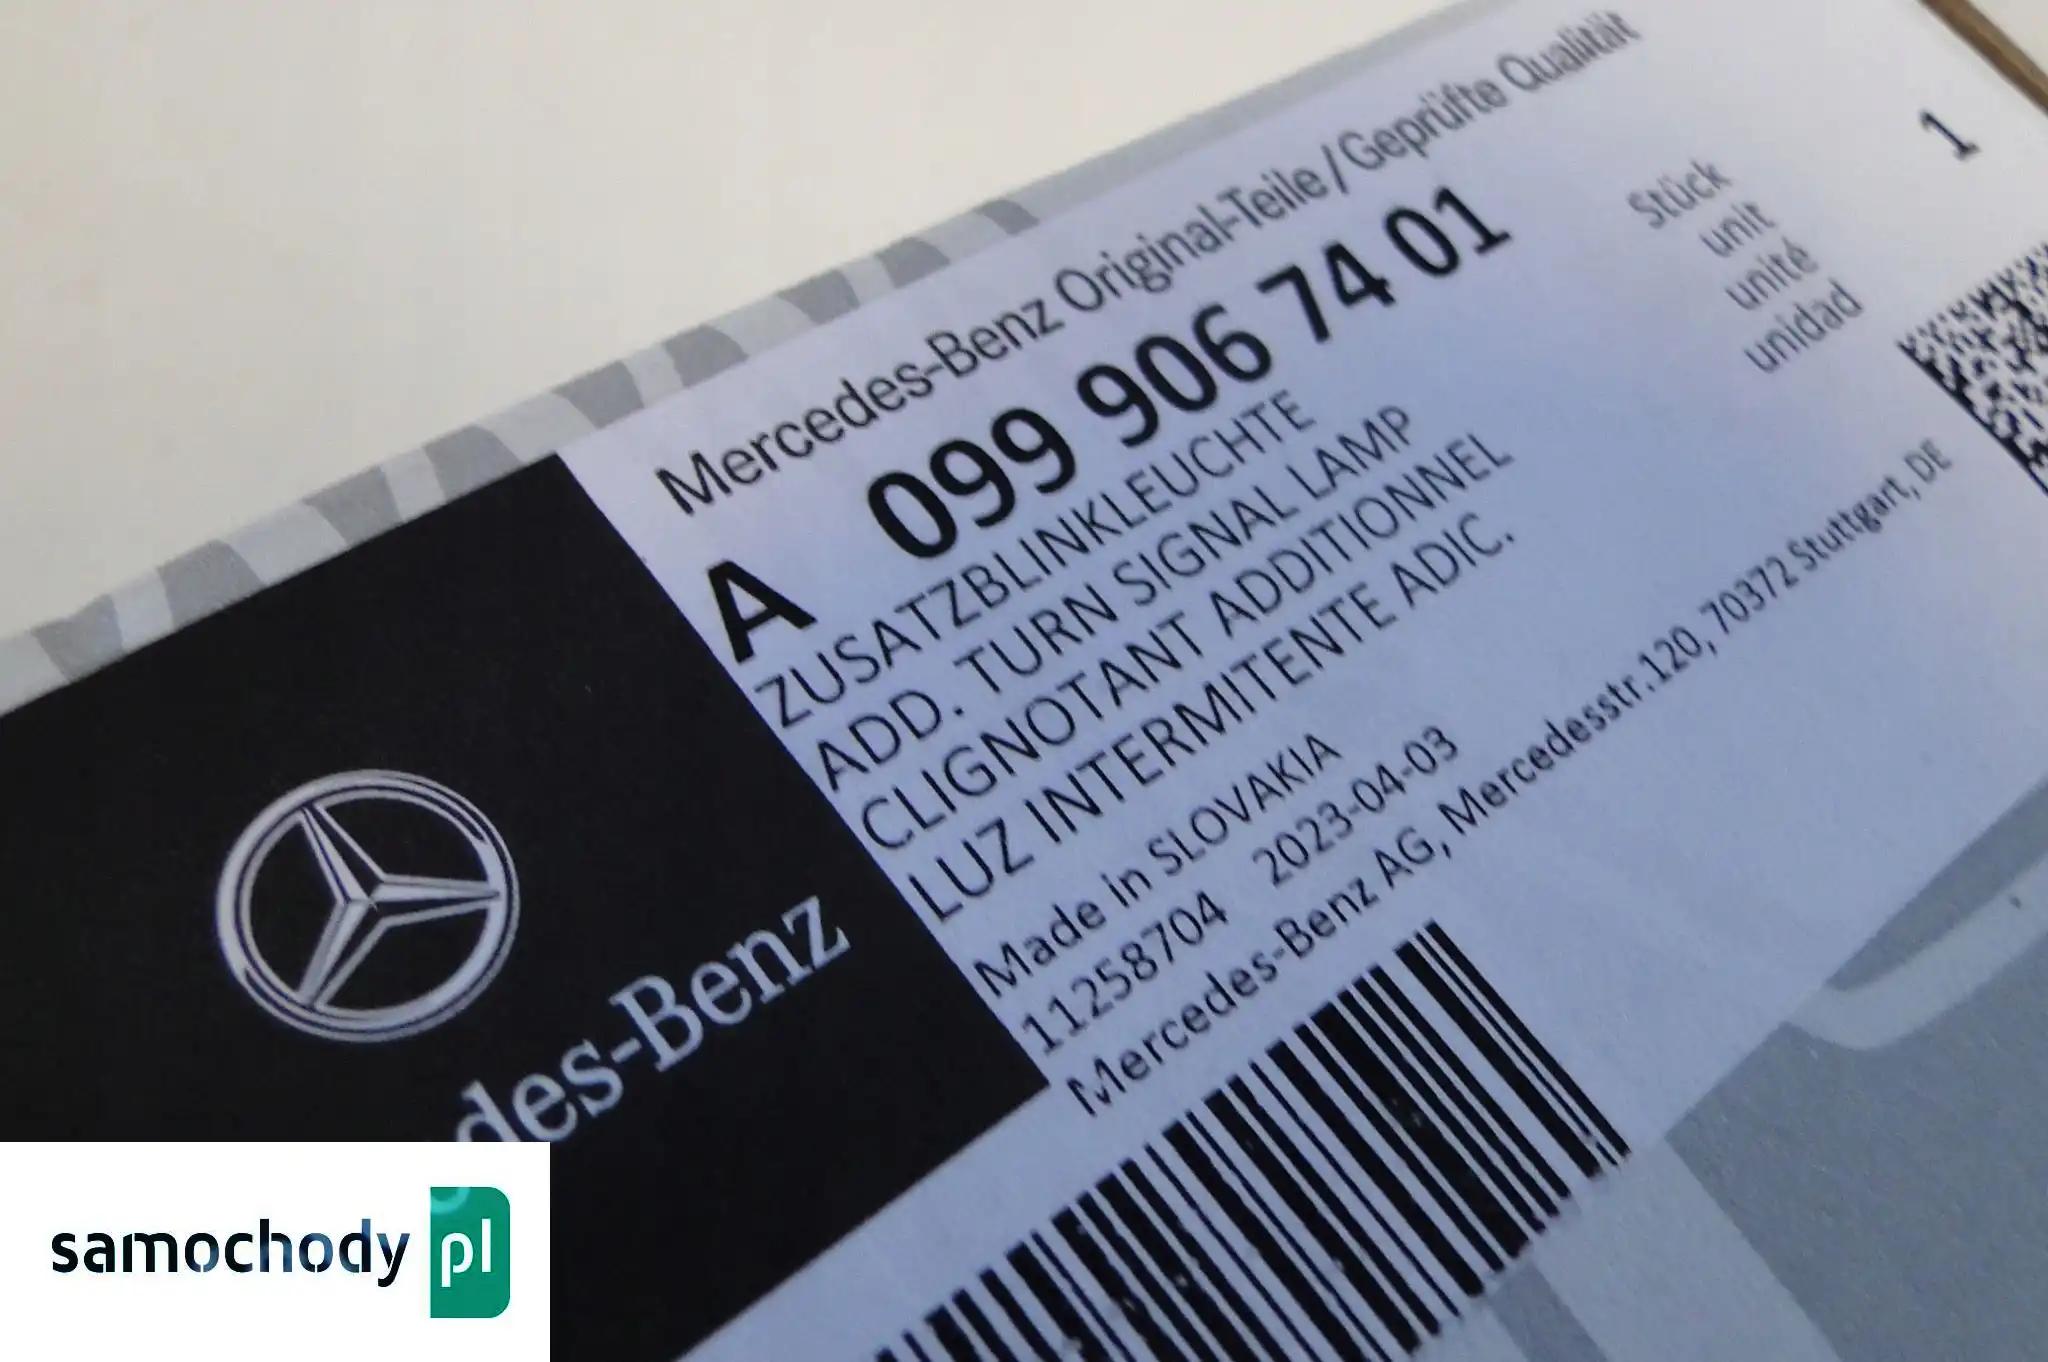 Mercedes-Benz Original-Teile / Geprüfte Qualität
A 099 906 74 01
ZUSATZBLINKLEUCHTE
ADD. TURN SIGNAL LAMP
CLIGNOTANT ADDITIONNEL
LUZ INTERMITENTE ADIC.
Stück 1
unit
unité
unidad
Made in SLOVAKIA
11258704 2023-04-03
Mercedes-Benz AG, Mercedesstr.120, 70372 Stuttgart, DE
des-Benz
samochody pl